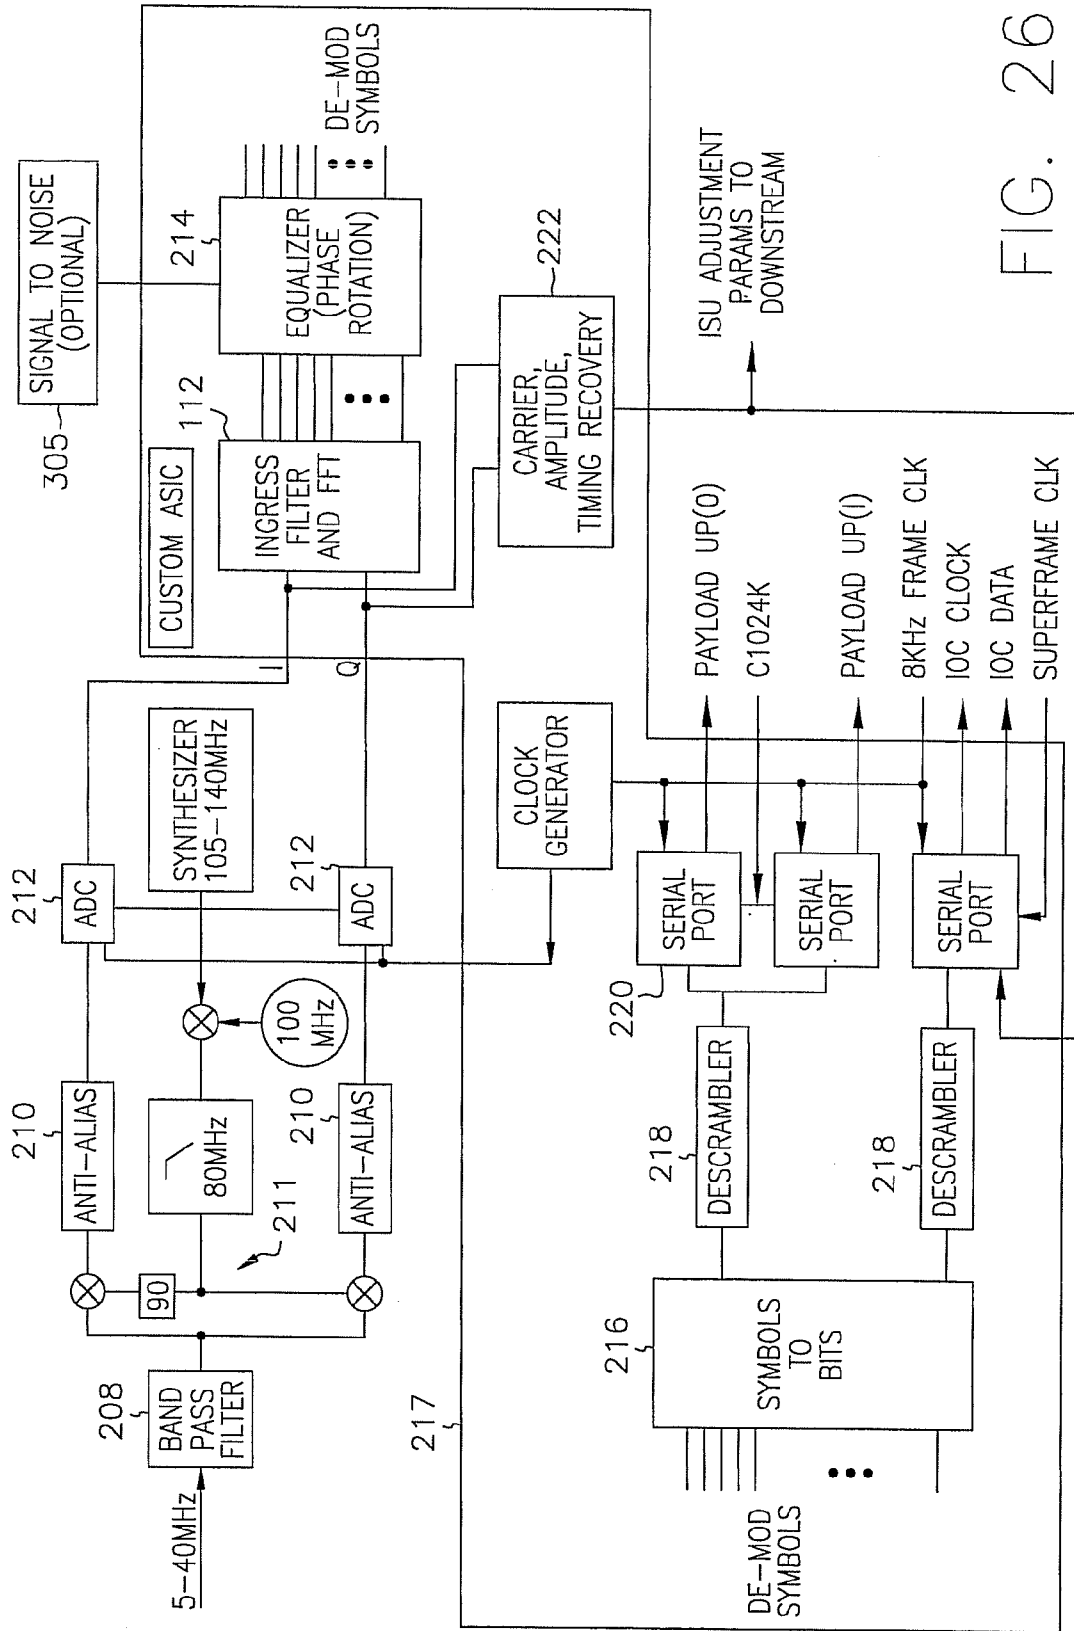 5-40MHz
208
BAND
PASS
FILTER
90
211
210
ANTI-ALIAS
80MHz
210
ANTI-ALIAS
100
MHz
212
ADC
SYNTHESIZER
105-140MHz
212
ADC
I
Q
CUSTOM ASIC
305
SIGNAL TO NOISE
(OPTIONAL)
112
INGRESS
FILTER
AND FFT
214
EQUALIZER
(PHASE
ROTATION)
DE-MOD
SYMBOLS
CLOCK
GENERATOR
222
CARRIER,
AMPLITUDE,
TIMING RECOVERY
ISU ADJUSTMENT
PARAMS TO
DOWNSTREAM
217
DE-MOD
SYMBOLS
216
SYMBOLS
TO
BITS
218
DESCRAMBLER
218
DESCRAMBLER
220
SERIAL
PORT
SERIAL
PORT
SERIAL
PORT
PAYLOAD UP(0)
C1024K
PAYLOAD UP(1)
8KHz FRAME CLK
IOC CLOCK
IOC DATA
SUPERFRAME CLK
FIG. 26